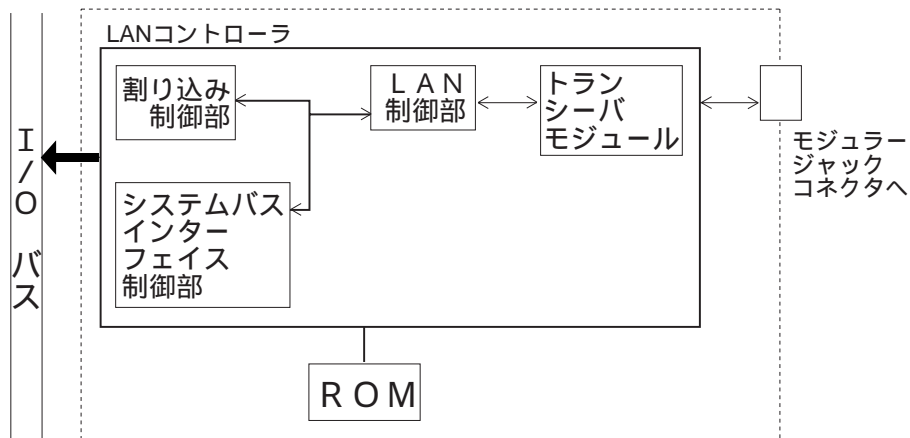 LANコントローラ
割り込み
制御部
LAN
制御部
トラン
シーバ
モジュール
I/O バス
モジュラー
ジャック
コネクタへ
システムバス
インター
フェイス
制御部
ROM